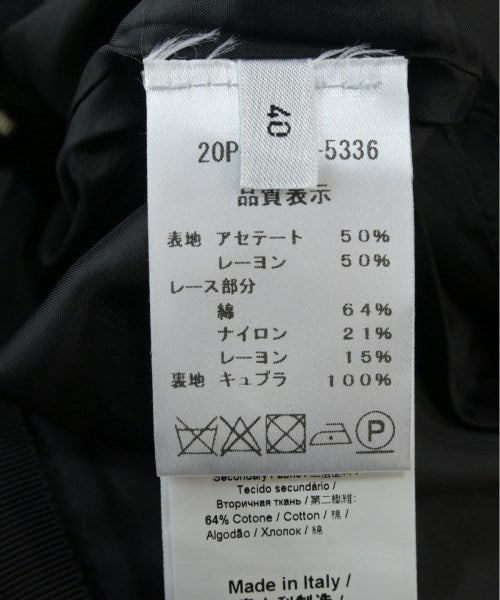 40
20P -5336
品質表示
表地 アセテート 50%
レーヨン 50%
レース部分
綿 64%
ナイロン 21%
レーヨン 15%
裏地 キュプラ 100%
P
Tecido secundário /
Вторичная ткань / 第二繊維:
64% Cotone / Cotton / 棉 /
Algodão / Хлопок / 綿
Made in Italy /